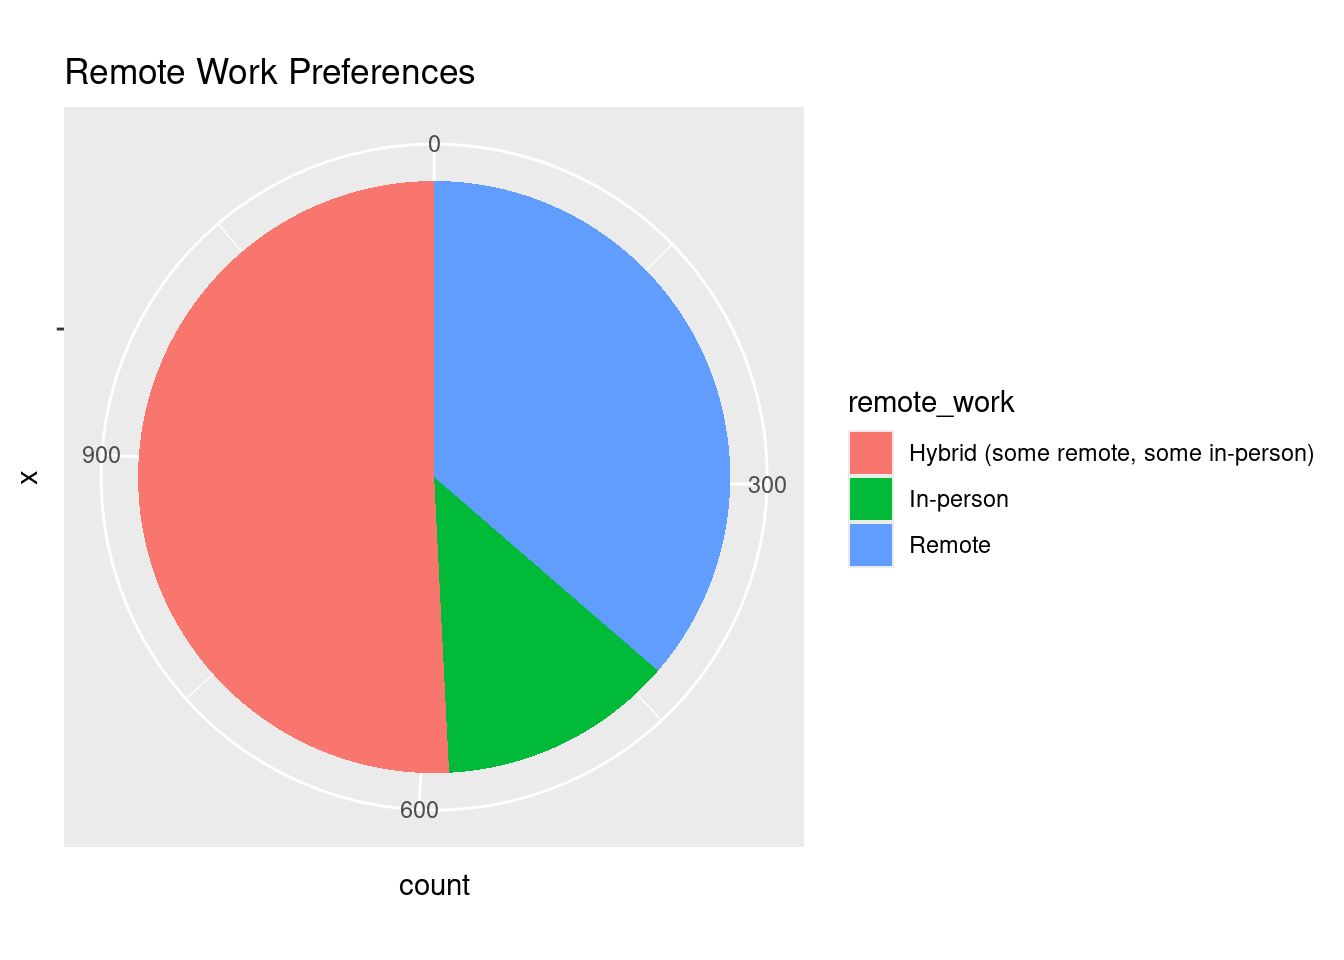 Remote Work Preferences
0
900
300
600
x
count
remote_work
Hybrid (some remote, some in-person)
In-person
Remote